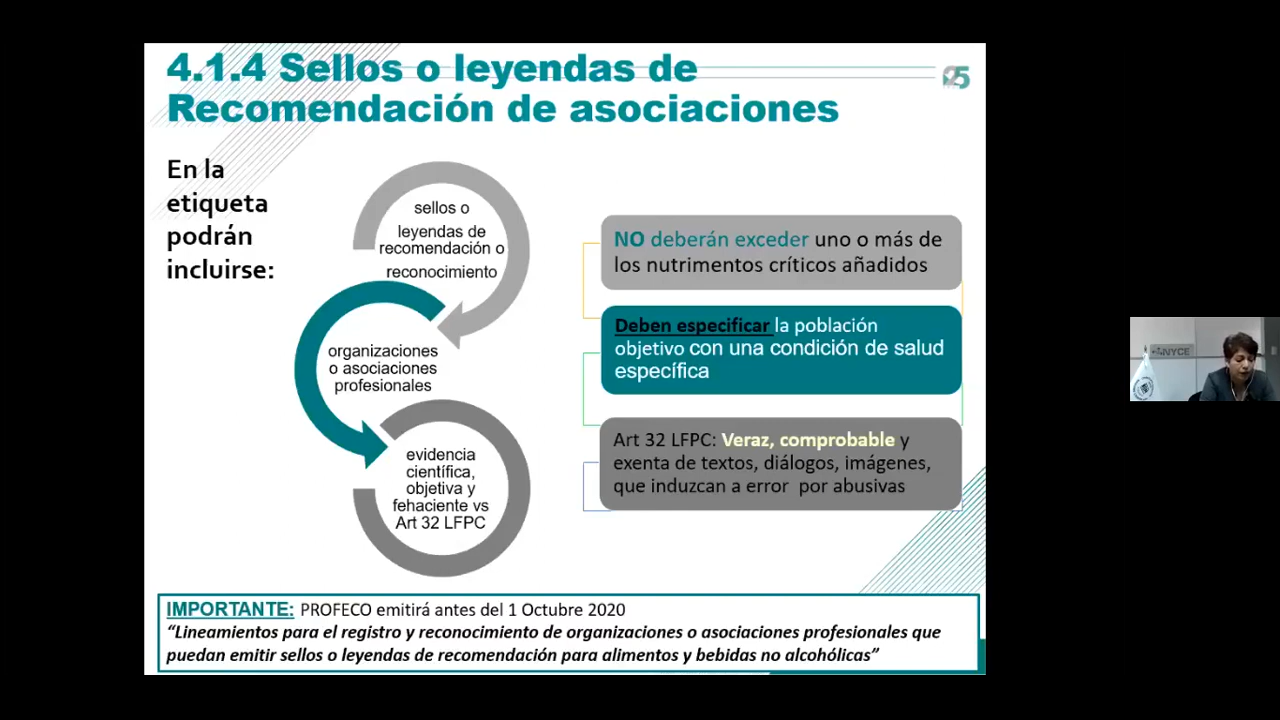 4.1.4 Sellos o leyendas de
Recomendación de asociaciones
25
En la
etiqueta
podrán
incluirse:
sellos o
leyendas de
recomendación o
reconocimiento
organizaciones
o asociaciones
profesionales
evidencia
científica,
objetiva y
fehaciente vs
Art 32 LFPC
NO deberán exceder uno o más de
los nutrimentos críticos añadidos
Deben especificar la población
objetivo con una condición de salud
específica
Art 32 LFPC: Veraz, comprobable y
exenta de textos, diálogos, imágenes,
que induzcan a error por abusivas
IMPORTANTE: PROFECO emitirá antes del 1 Octubre 2020
“Lineamientos para el registro y reconocimiento de organizaciones o asociaciones profesionales que
puedan emitir sellos o leyendas de recomendación para alimentos y bebidas no alcohólicas”
NYCE